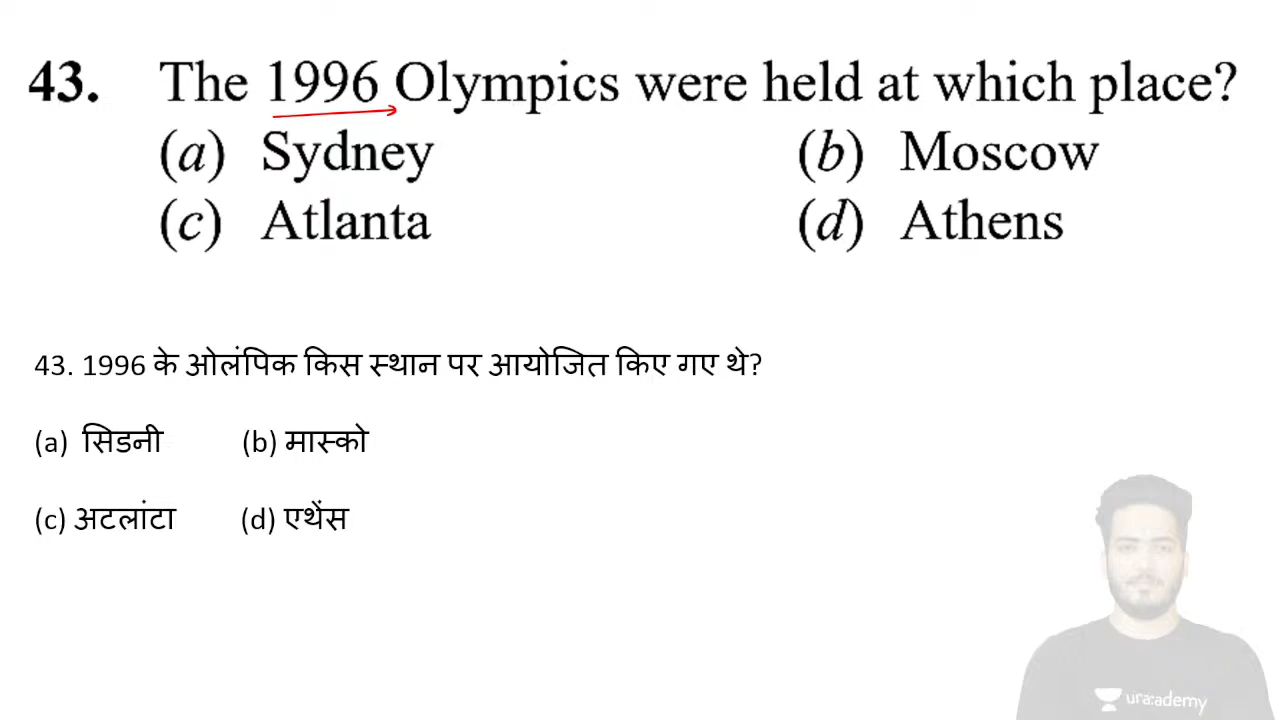 43. The 1996 Olympics were held at which place?
(a) Sydney (b) Moscow
(c) Atlanta (d) Athens
43. 1996 के ओलंपिक किस स्थान पर आयोजित किए गए थे?
(a) सिडनी (b) मास्को
(c) अटलांटा (d) एथेंस